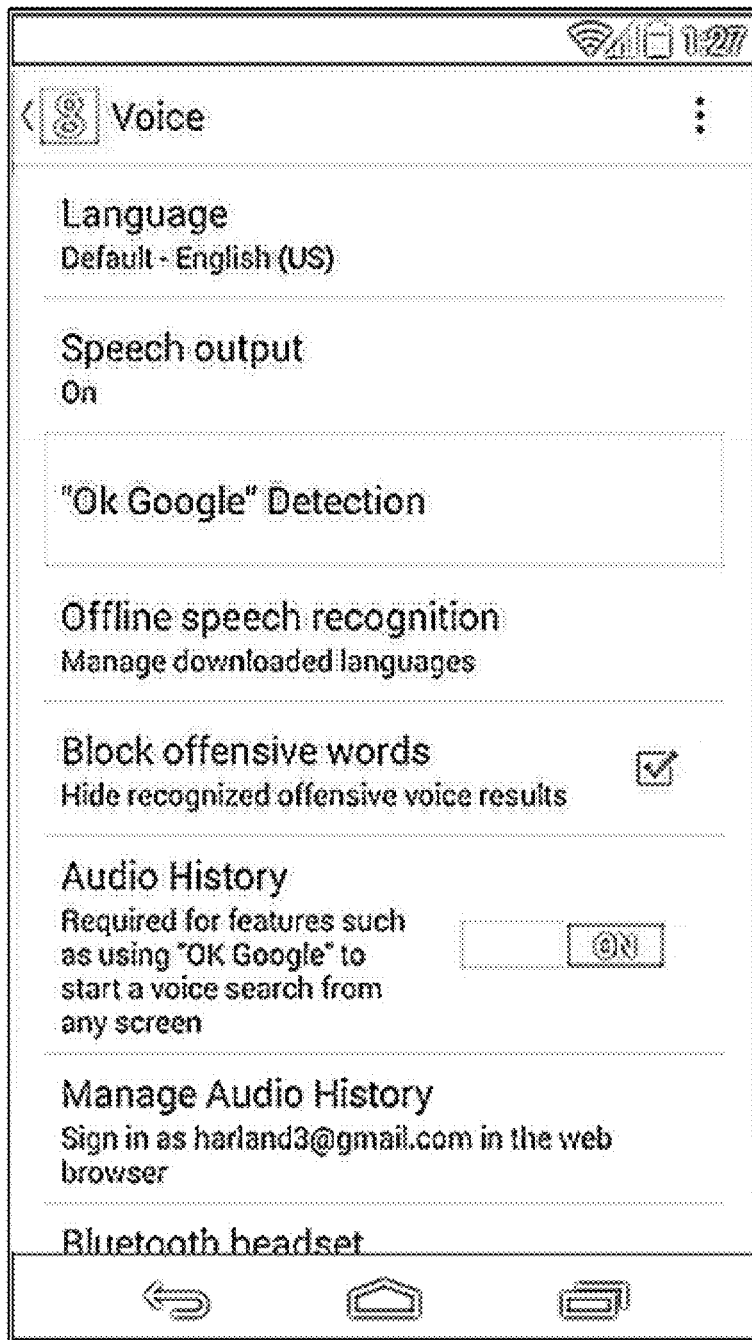 1:27
8 Voice
Language
Default - English (US)
Speech output
On
"Ok Google" Detection
Offline speech recognition
Manage downloaded languages
Block offensive words
Hide recognized offensive voice results
Audio History
Required for features such
as using "OK Google" to
start a voice search from
any screen
ON
Manage Audio History
Sign in as harland3@gmail.com in the web
browser
Bluetooth headset